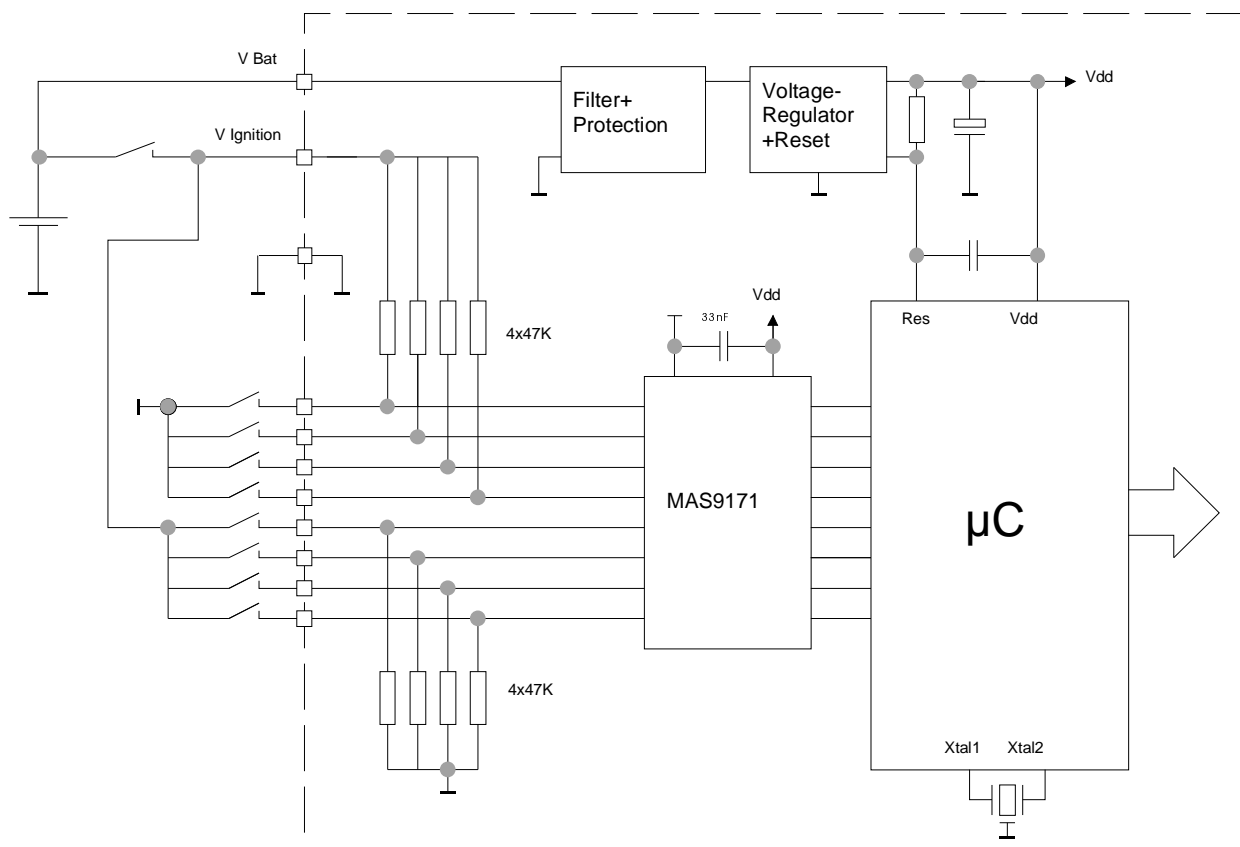 V Bat
Filter+
Protection
Voltage-
Regulator
+Reset
Vdd
V Ignition
4x47K
33nF
Vdd
Res
Vdd
MAS9171
µC
4x47K
Xtal1
Xtal2